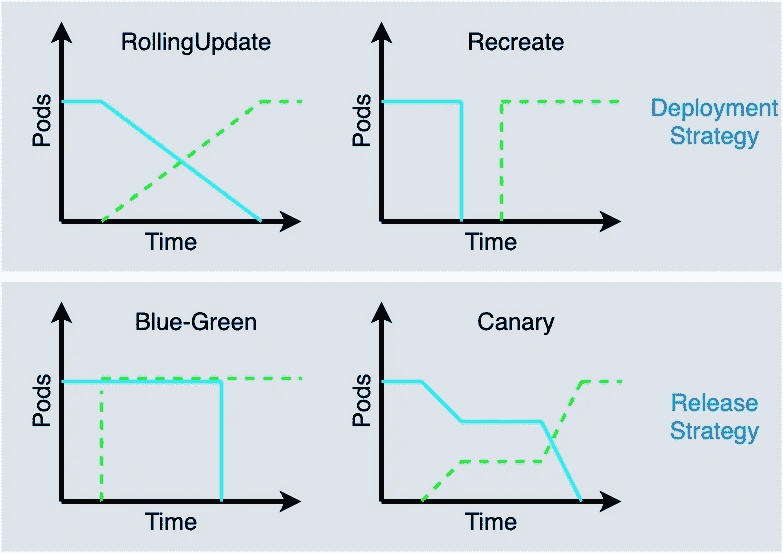 RollingUpdate
Pods
Time
Recreate
Pods
Time
Deployment
Strategy
Blue-Green
Pods
Time
Canary
Pods
Time
Release
Strategy